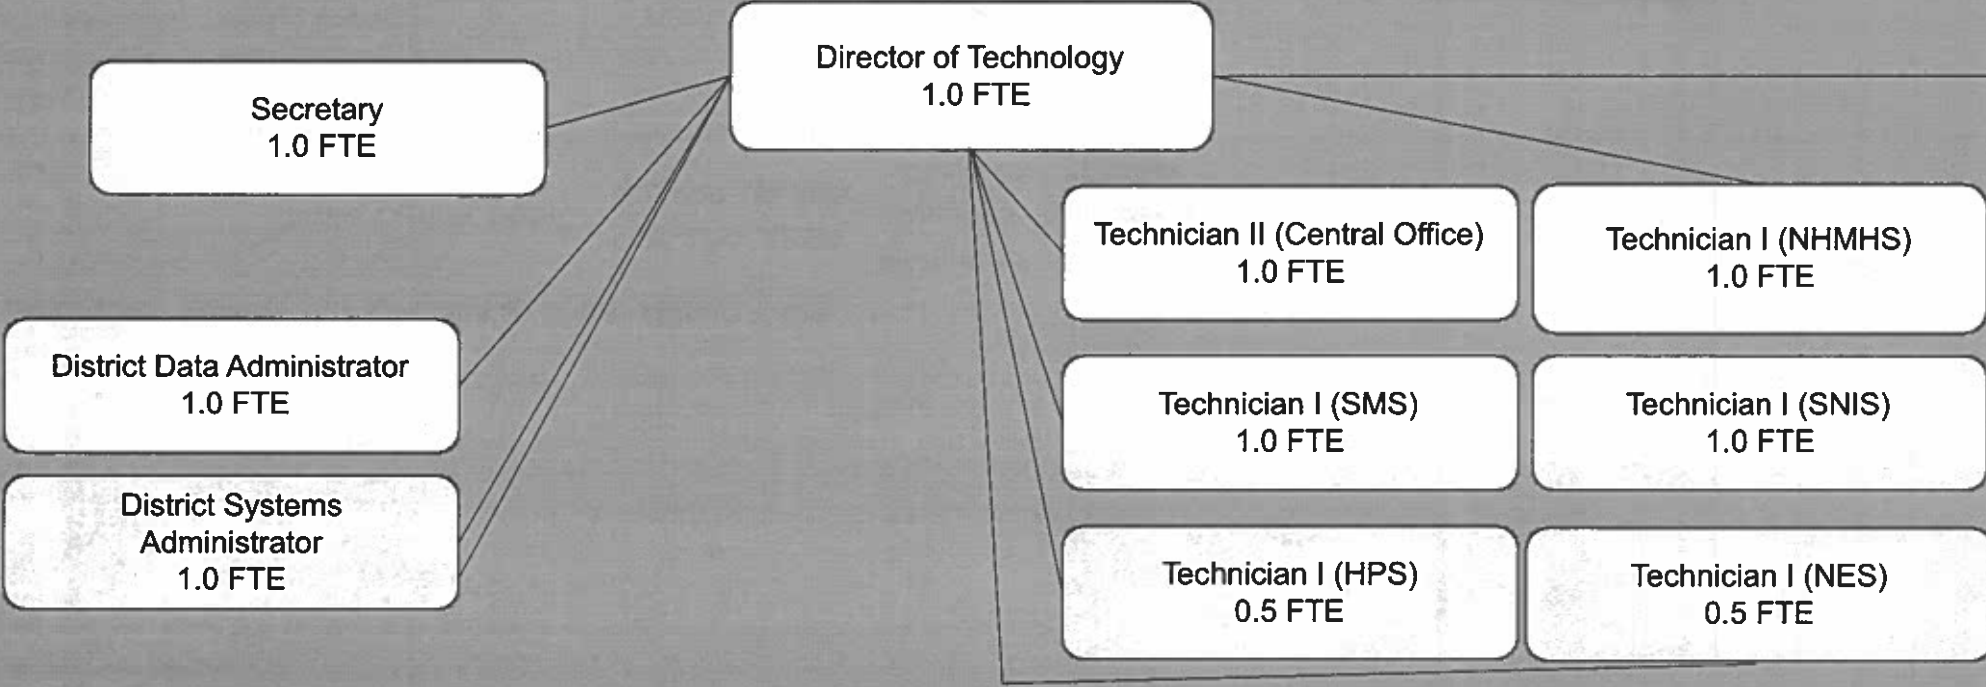 Director of Technology
1.0 FTE
Secretary
1.0 FTE
Technician II (Central Office)
1.0 FTE
Technician I (NHMHS)
1.0 FTE
District Data Administrator
1.0 FTE
Technician I (SMS)
1.0 FTE
Technician I (SNIS)
1.0 FTE
District Systems
Administrator
1.0 FTE
Technician I (HPS)
0.5 FTE
Technician I (NES)
0.5 FTE